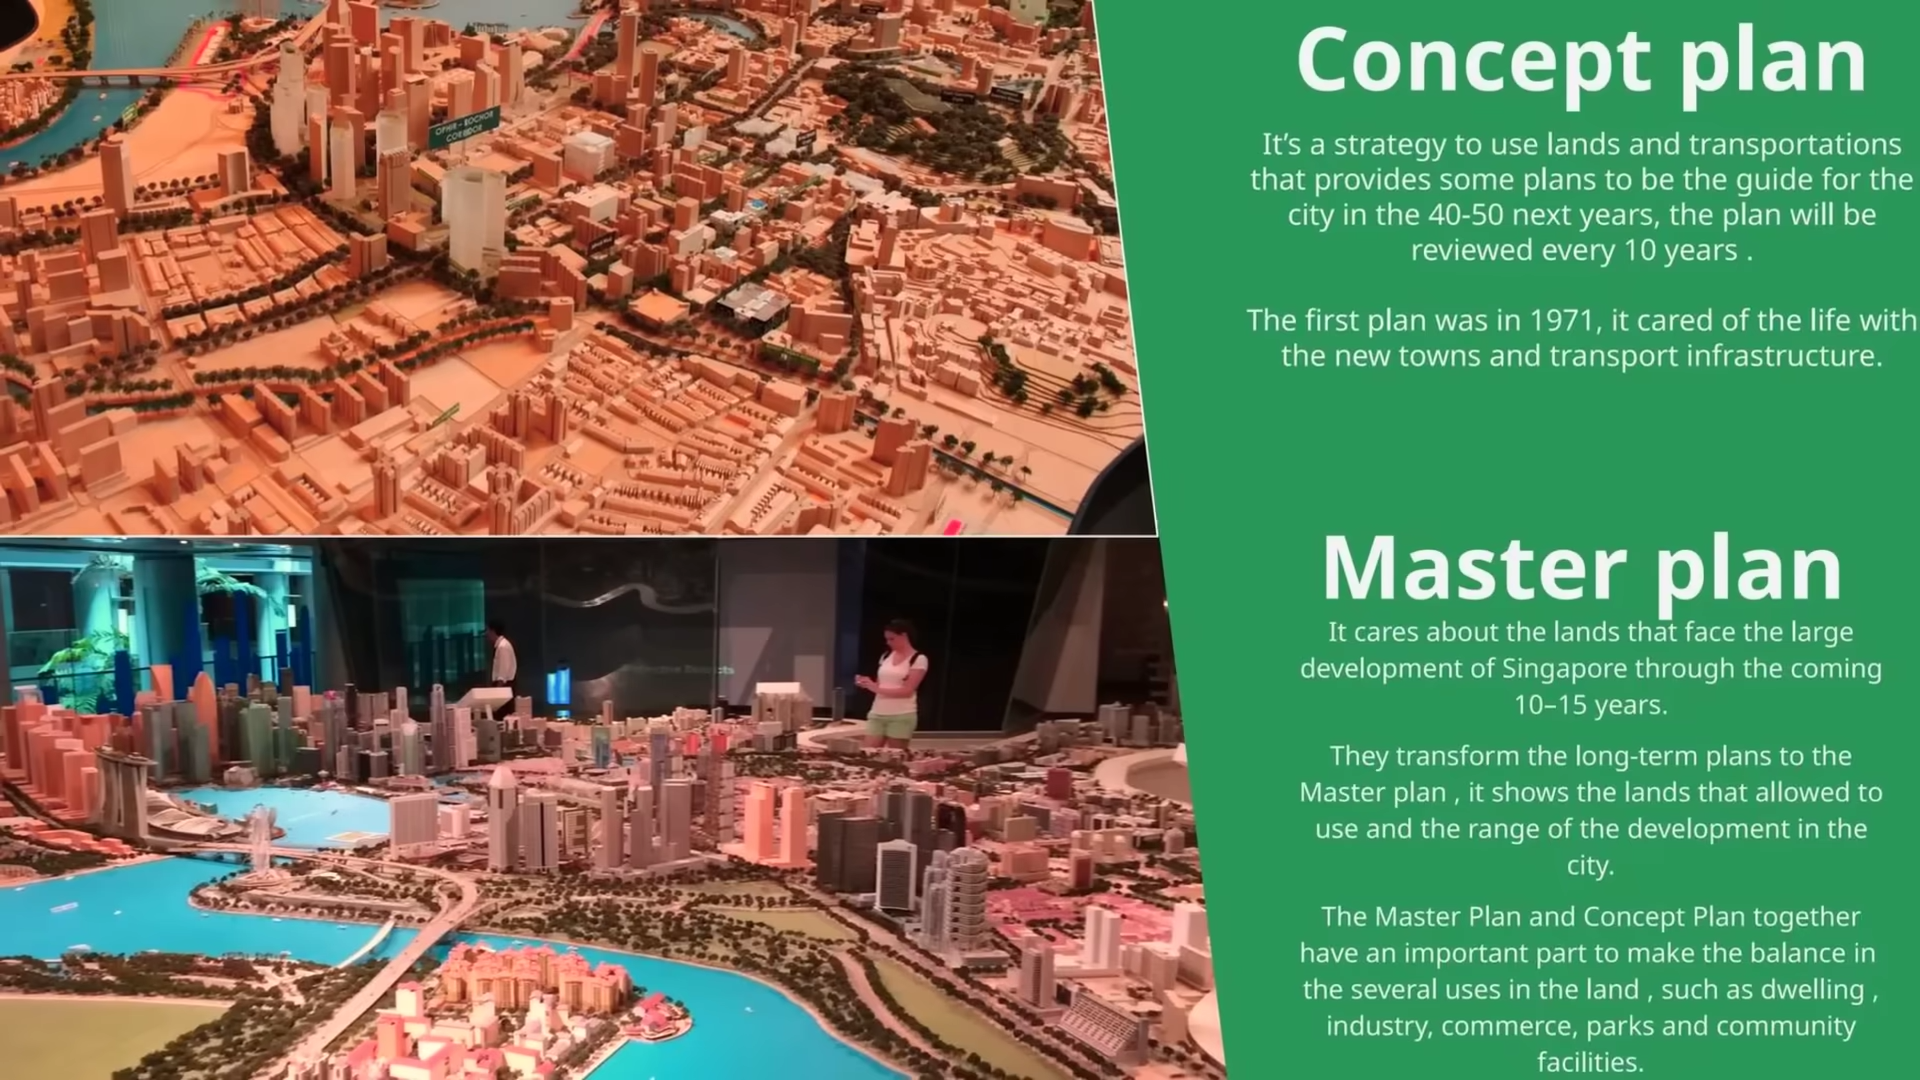 Concept plan
It's a strategy to use lands and transportations
that provides some plans to be the guide for the
city in the 40-50 next years, the plan will be
reviewed every 10 years .
The first plan was in 1971, it cared of the life with
the new towns and transport infrastructure.
OPHIR - ROCHOR
CORRIDOR
Master plan
It cares about the lands that face the large
development of Singapore through the coming
10–15 years.
They transform the long-term plans to the
Master plan , it shows the lands that allowed to
use and the range of the development in the
city.
The Master Plan and Concept Plan together
have an important part to make the balance in
the several uses in the land , such as dwelling ,
industry, commerce, parks and community
facilities.